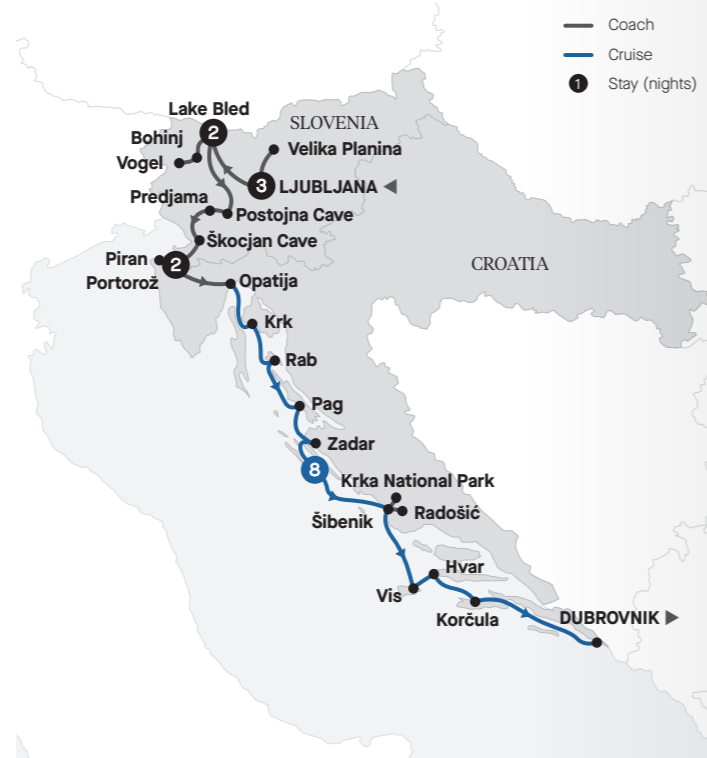 Coach
Cruise
1 Stay (nights)
Lake Bled
2
SLOVENIA
Bohinj
Velika Planina
Vogel
3 LJUBLJANA
Predjama
Postojna Cave
Škocjan Cave
Piran
2
Portorož
CROATIA
Opatija
Krk
Rab
Pag
Zadar
8
Krka National Park
Radošić
Šibenik
Hvar
Vis
Korčula
DUBROVNIK